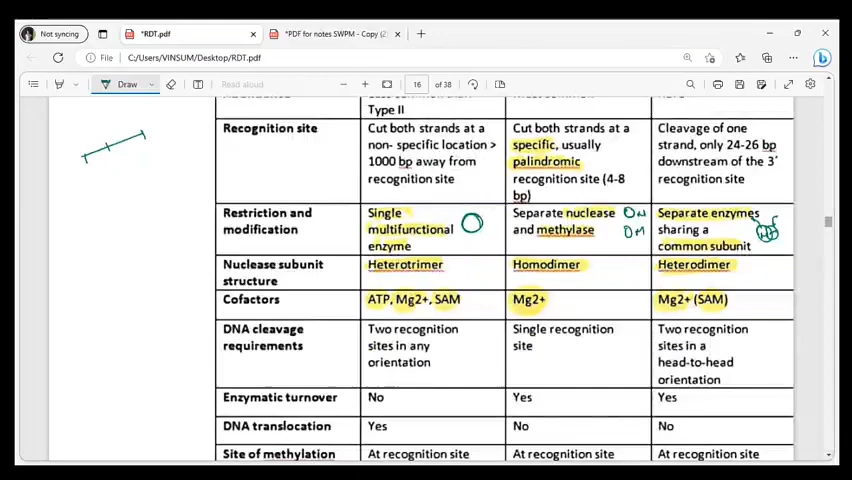 Not syncing
*RDT.pdf
*PDF for notes SWPM - Copy (2
File
C:/Users/VINSUM/Desktop/RDT.pdf
Draw
Read aloud
16 of 38
Type II
Recognition site
Cut both strands at a
non- specific location >
1000 bp away from
recognition site
Cut both strands at a
specific, usually
palindromic
recognition site (4-8
bp)
Cleavage of one
strand, only 24-26 bp
downstream of the 3'
recognition site
Restriction and
modification
Single
multifunctional
enzyme
Separate nuclease
and methylase
N
M
Separate enzymes
sharing a
common subunit
Nuclease subunit
structure
Heterotrimer
Homodimer
Heterodimer
Cofactors
ATP, Mg2+, SAM
Mg2+
Mg2+ (SAM)
DNA cleavage
requirements
Two recognition
sites in any
orientation
Single recognition
site
Two recognition
sites in a
head-to-head
orientation
Enzymatic turnover
No
Yes
Yes
DNA translocation
Yes
No
No
Site of methylation
At recognition site
At recognition site
At recognition site